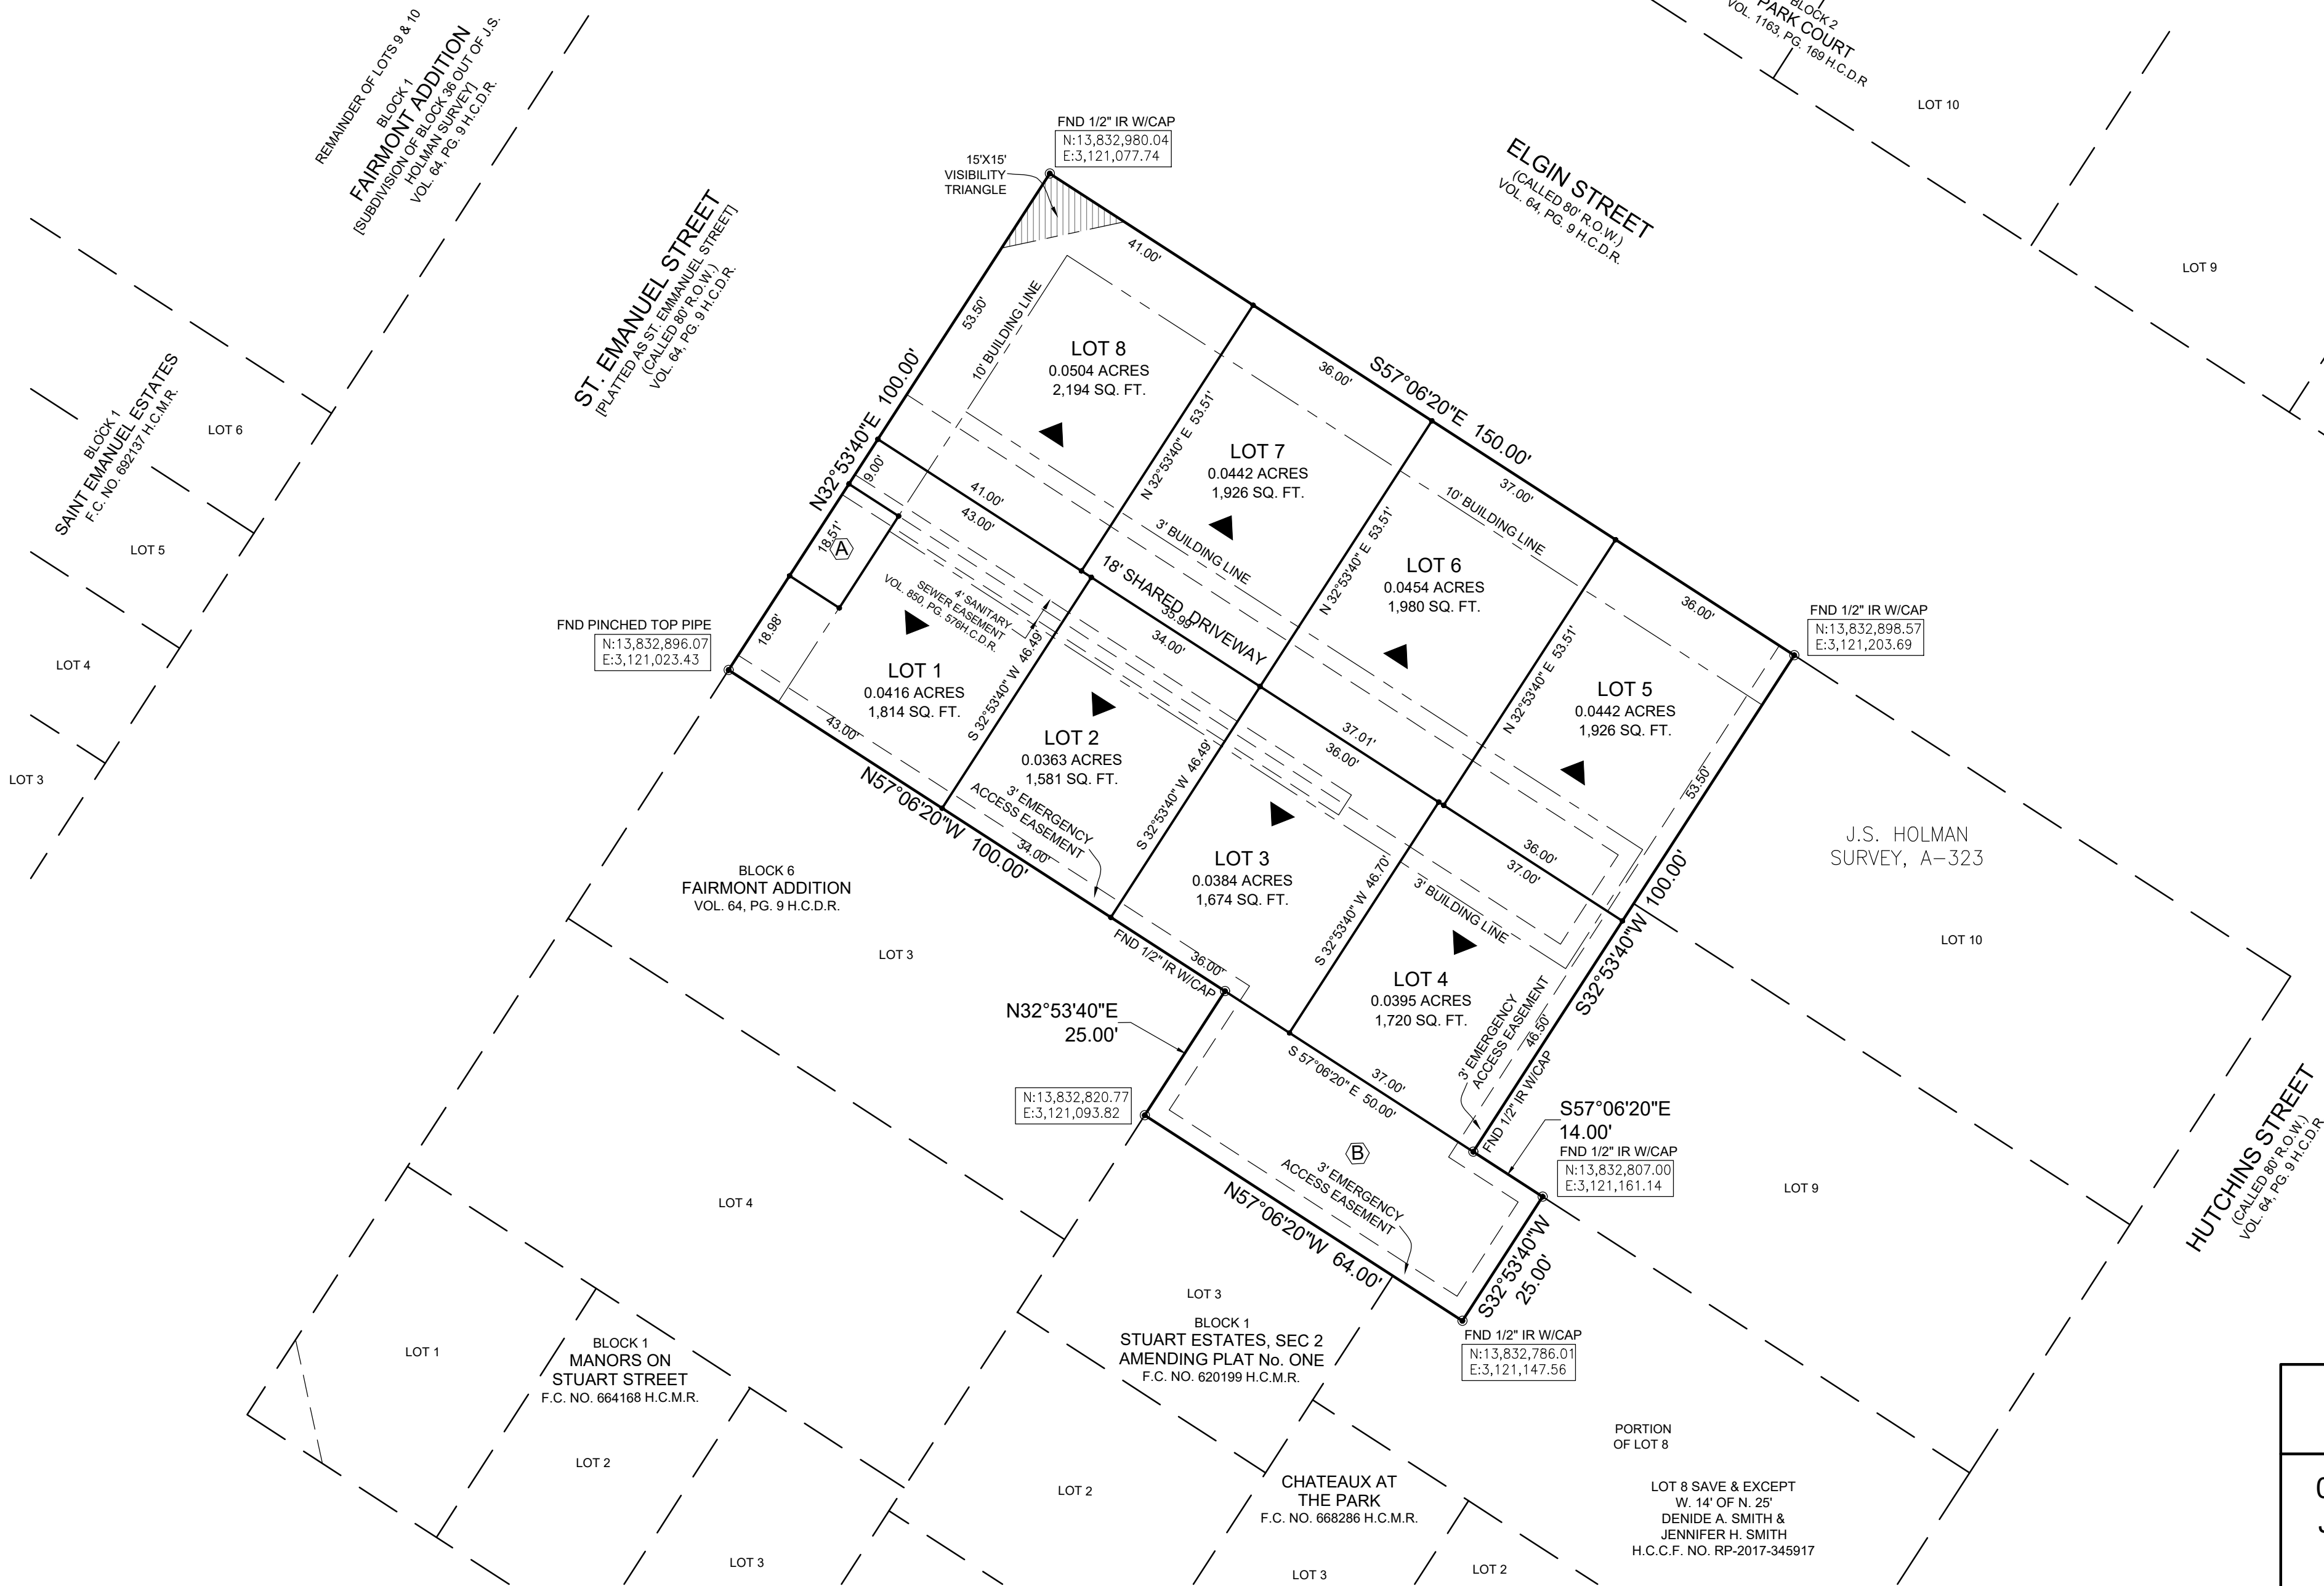 REMAINDER OF LOTS 9 & 10
BLOCK 1
FAIRMONT ADDITION
[SUBDIVISION OF BLOCK 36 OUT OF J.S.
HOLMAN SURVEY]
VOL. 64, PG. 9 H.C.D.R.
BLOCK 2
PARK COURT
VOL. 1163, PG. 169 H.C.D.R
LOT 10
LOT 9
ELGIN STREET
(CALLED 80' R.O.W.)
VOL. 64, PG. 9 H.C.D.R.
ST. EMANUEL STREET
[PLATTED AS ST. EMMANUEL STREET]
(CALLED 80' R.O.W.)
VOL. 64, PG. 9 H.C.D.R.
BLOCK 1
SAINT EMANUEL ESTATES
F.C. NO. 692137 H.C.M.R.
LOT 6
LOT 5
LOT 4
LOT 3
FND 1/2" IR W/CAP
N:13,832,980.04
E:3,121,077.74
15'X15'
VISIBILITY
TRIANGLE
41.00'
53.50'
10' BUILDING LINE
N32°53'40"E 100.00'
LOT 8
0.0504 ACRES
2,194 SQ. FT.
N 32°53'40" E 53.51'
36.00'
S57°06'20"E 150.00'
LOT 7
0.0442 ACRES
1,926 SQ. FT.
N 32°53'40" E 53.51'
37.00'
10' BUILDING LINE
3' BUILDING LINE
LOT 6
0.0454 ACRES
1,980 SQ. FT.
N 32°53'40" E 53.51'
36.00'
FND 1/2" IR W/CAP
N:13,832,898.57
E:3,121,203.69
LOT 5
0.0442 ACRES
1,926 SQ. FT.
53.50'
9.00'
41.00'
43.00'
18' SHARED DRIVEWAY
35.99'
34.00'
37.01'
36.00'
36.00'
37.00'
18.51'
A
4' SANITARY
SEWER EASEMENT
VOL. 850, PG. 576H.C.D.R.
FND PINCHED TOP PIPE
N:13,832,896.07
E:3,121,023.43
18.98'
LOT 1
0.0416 ACRES
1,814 SQ. FT.
43.00'
S 32°53'40" W 46.49'
LOT 2
0.0363 ACRES
1,581 SQ. FT.
3' EMERGENCY
ACCESS EASEMENT
34.00'
N57°06'20"W 100.00'
S 32°53'40" W 46.49'
LOT 3
0.0384 ACRES
1,674 SQ. FT.
36.00'
FND 1/2" IR W/CAP
S 32°53'40" W 46.70'
3' BUILDING LINE
LOT 4
0.0395 ACRES
1,720 SQ. FT.
3' EMERGENCY
ACCESS EASEMENT
46.50'
FND 1/2" IR W/CAP
S32°53'40"W 100.00'
37.00'
S 57°06'20" E 50.00'
N32°53'40"E
25.00'
N:13,832,820.77
E:3,121,093.82
B
3' EMERGENCY
ACCESS EASEMENT
N57°06'20"W 64.00'
S57°06'20"E
14.00'
FND 1/2" IR W/CAP
N:13,832,807.00
E:3,121,161.14
S32°53'40"W
25.00'
FND 1/2" IR W/CAP
N:13,832,786.01
E:3,121,147.56
J.S. HOLMAN
SURVEY, A-323
LOT 10
LOT 9
HUTCHINS STREET
(CALLED 80' R.O.W.)
VOL. 64, PG. 9 H.C.D.R
BLOCK 6
FAIRMONT ADDITION
VOL. 64, PG. 9 H.C.D.R.
LOT 3
LOT 4
LOT 1
BLOCK 1
MANORS ON
STUART STREET
F.C. NO. 664168 H.C.M.R.
LOT 2
LOT 3
LOT 3
BLOCK 1
STUART ESTATES, SEC 2
AMENDING PLAT No. ONE
F.C. NO. 620199 H.C.M.R.
LOT 2
CHATEAUX AT
THE PARK
F.C. NO. 668286 H.C.M.R.
LOT 3
LOT 2
PORTION
OF LOT 8
LOT 8 SAVE & EXCEPT
W. 14' OF N. 25'
DENIDE A. SMITH &
JENNIFER H. SMITH
H.C.C.F. NO. RP-2017-345917